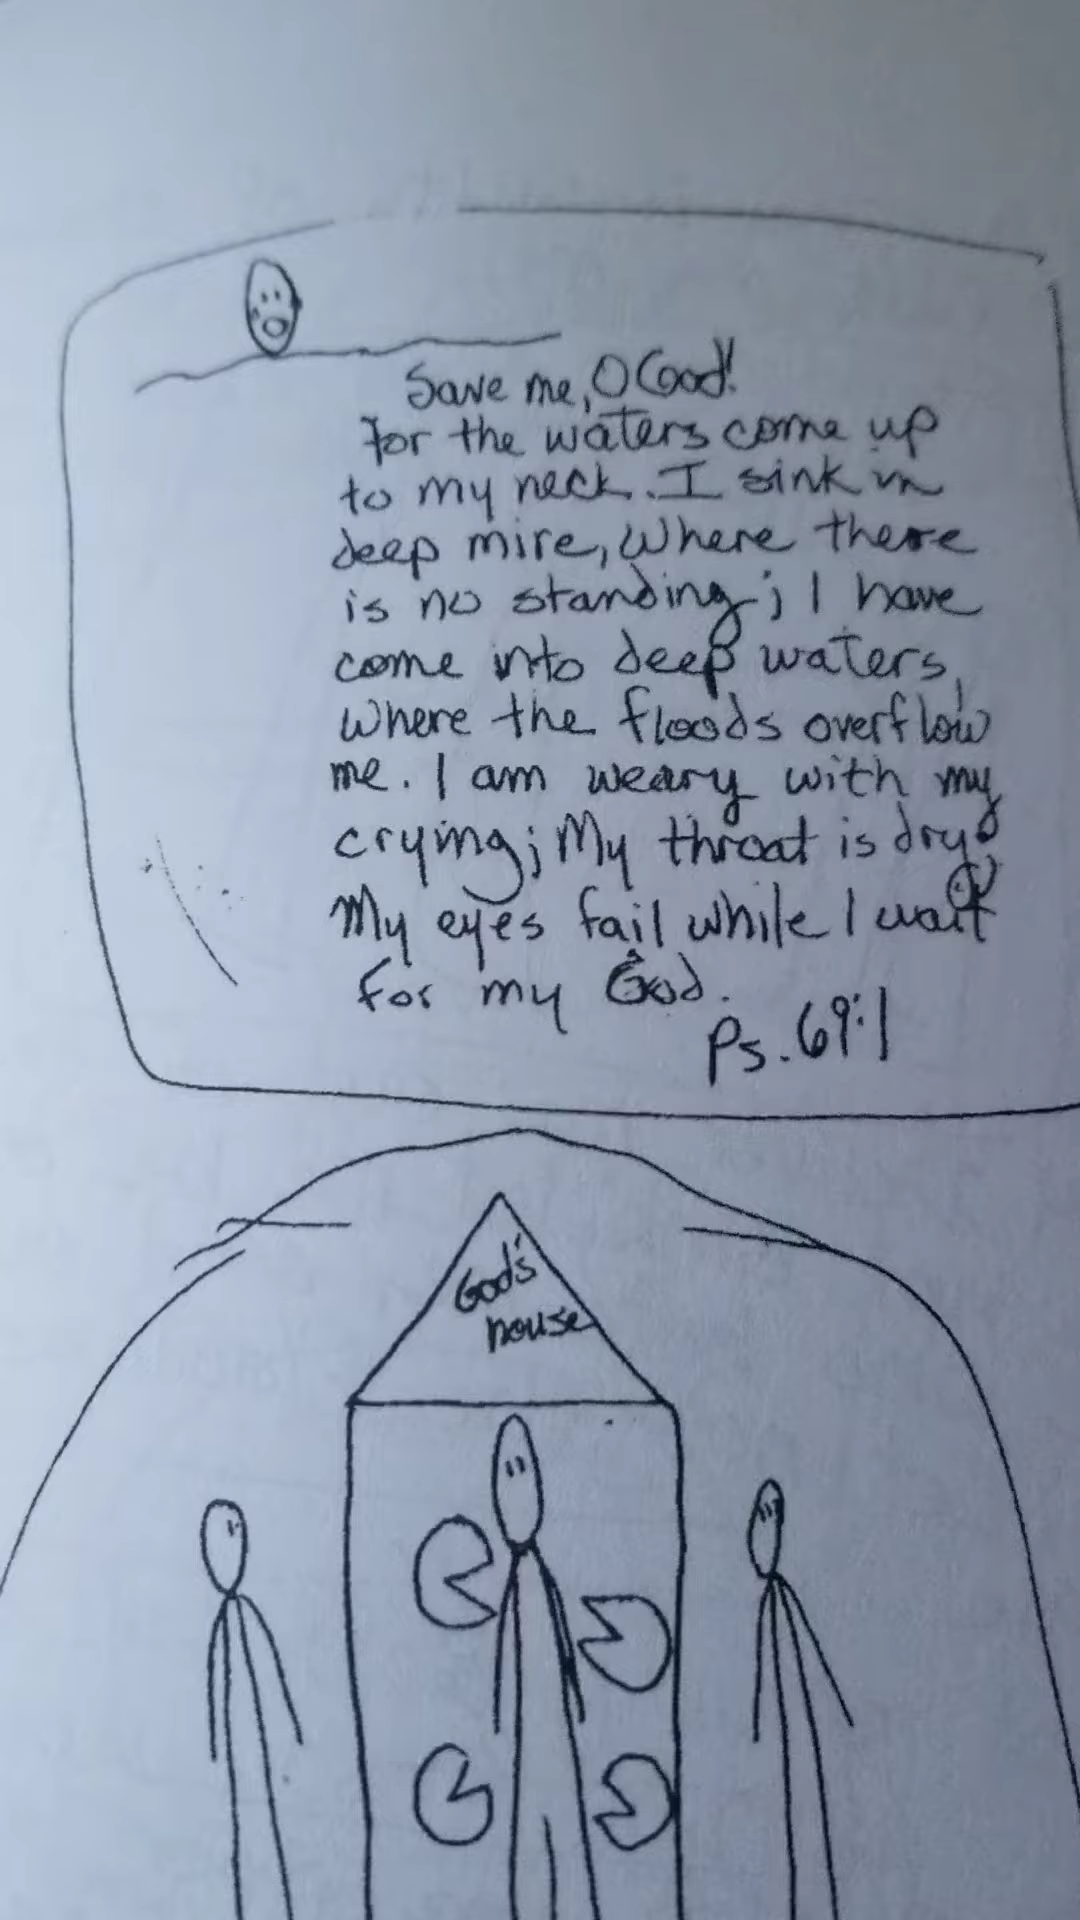 Save me, O God!
For the waters come up
to my neck. I sink in
deep mire, Where there
is no standing; I have
come into deep waters,
Where the floods overflow
me. I am weary with my
crying; My throat is dry;
My eyes fail while I wait
for my God.
Ps. 69:1
God's
house